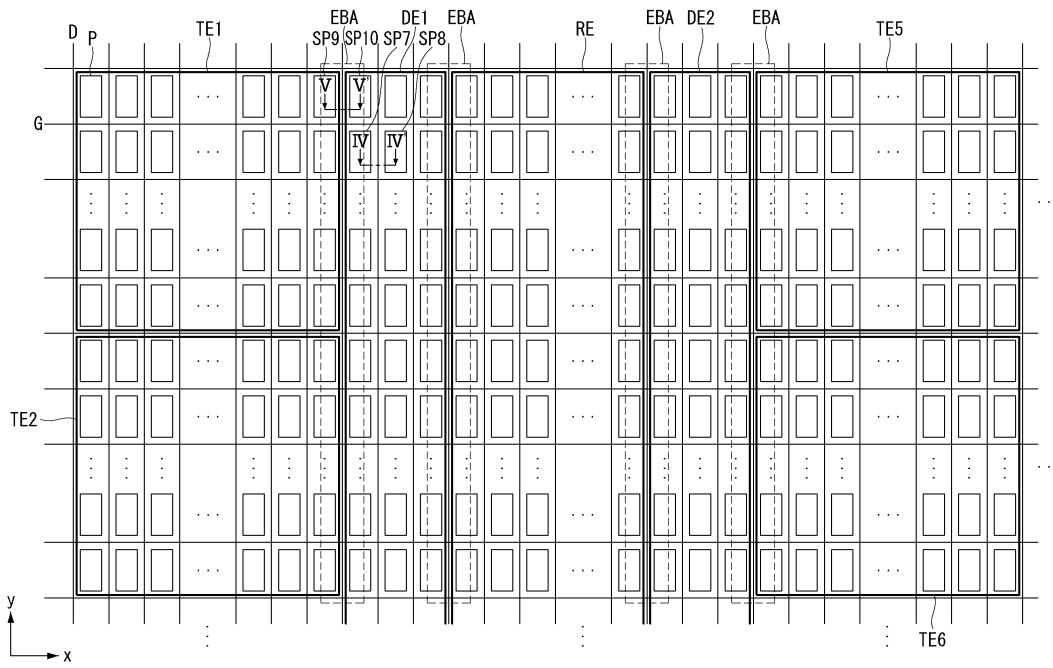 EBA DE1 EBA RE EBA DE2 EBA
D P TE1 SP9 SP10 SP7 SP8 TE5
V V'
G
IV IV'
TE2
y
x
TE6